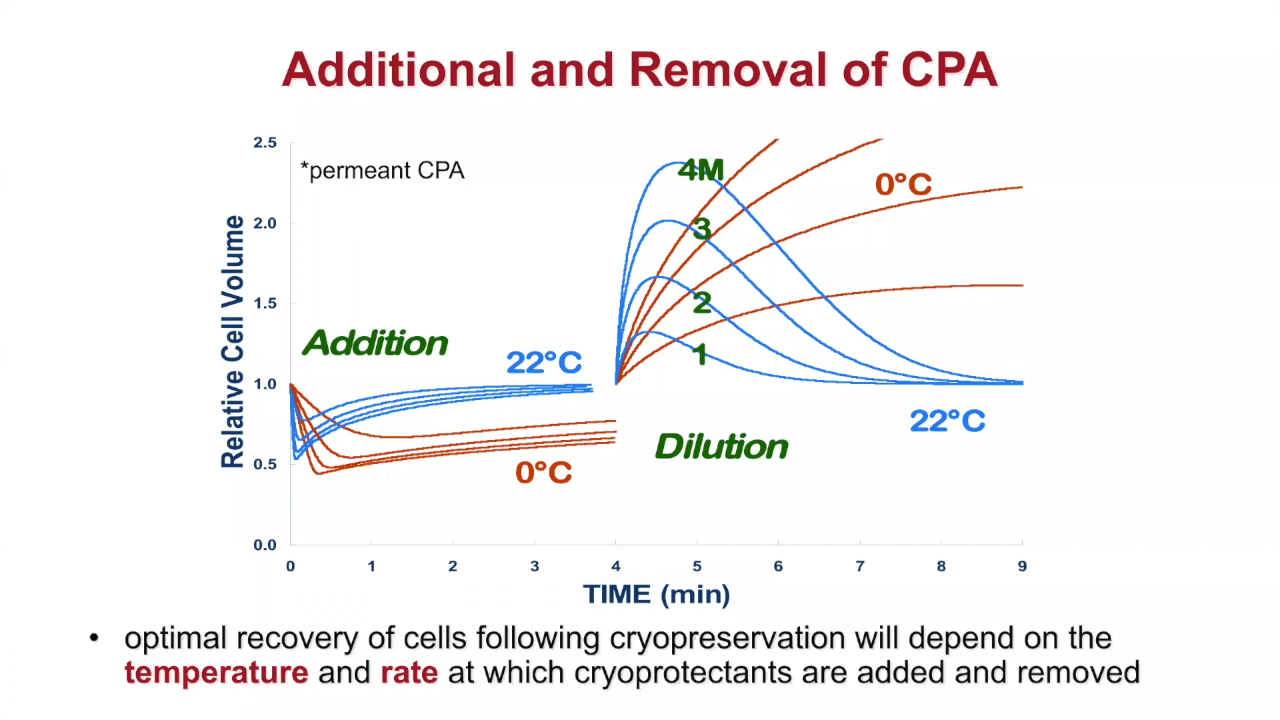 Additional and Removal of CPA
2.5
*permeant CPA
4M
0°C
2.0
3
Relative Cell Volume
1.5
2
Addition
22°C
1
1.0
22°C
Dilution
0.5
0°C
0.0
0 1 2 3 4 5 6 7 8 9
TIME (min)
• optimal recovery of cells following cryopreservation will depend on the
temperature and rate at which cryoprotectants are added and removed